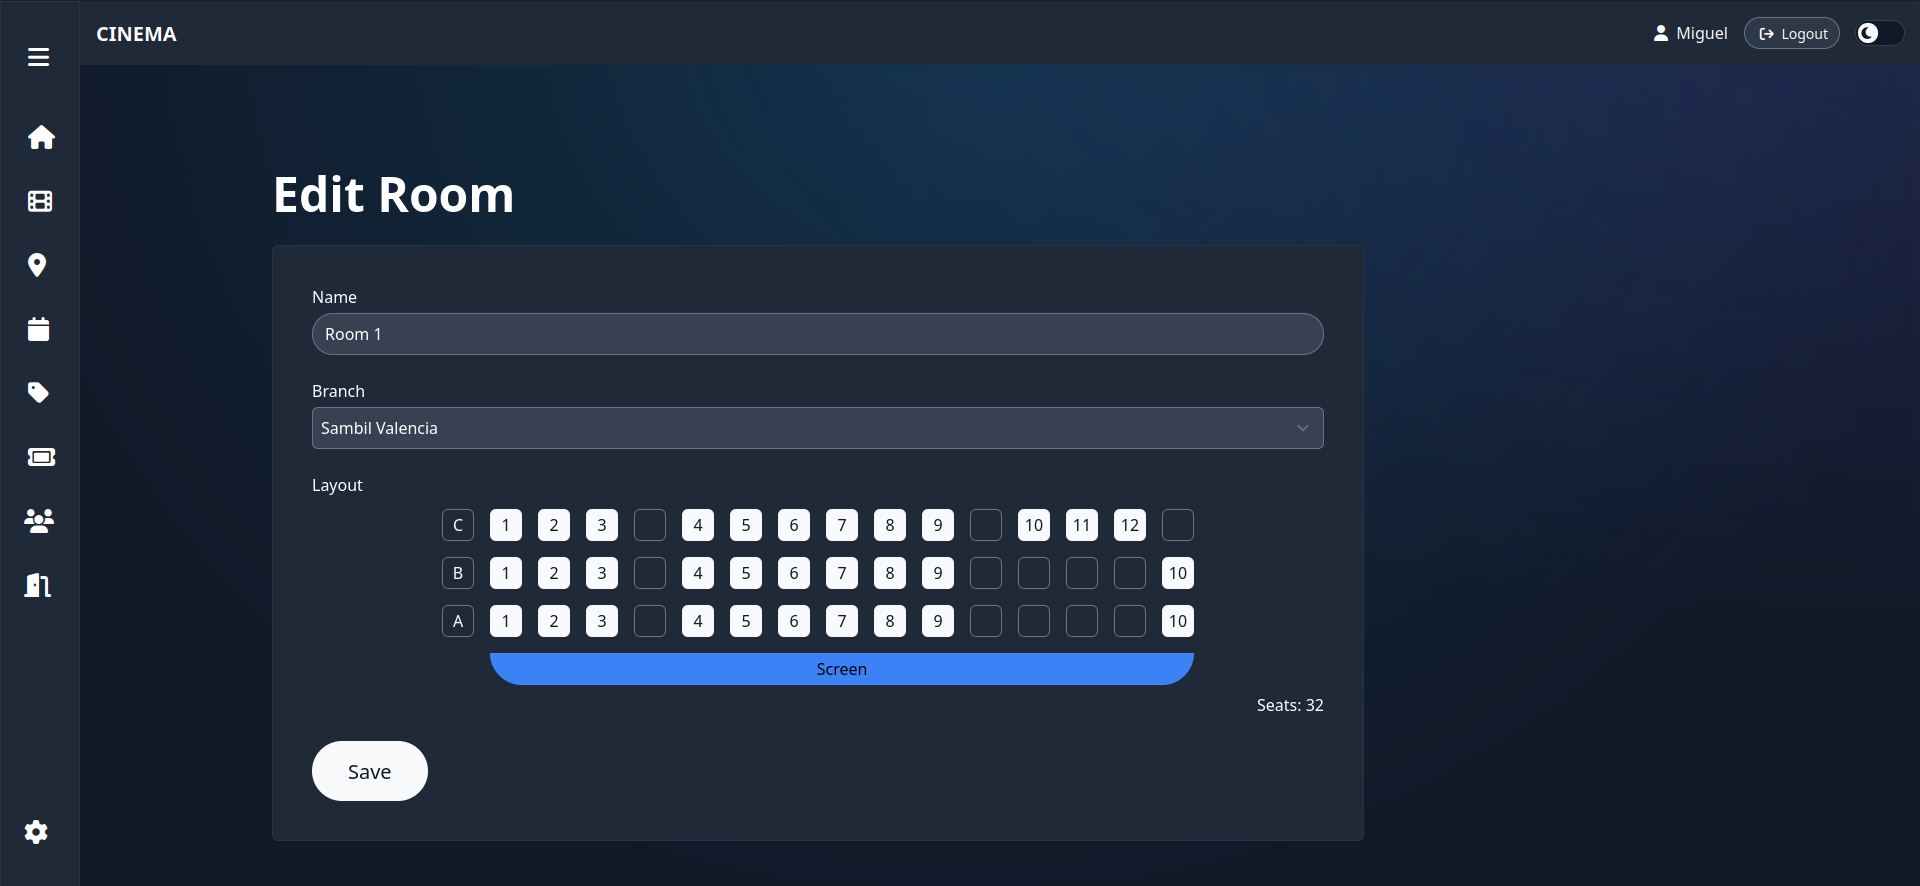 CINEMA
Miguel
Logout
Edit Room
Name
Room 1
Branch
Sambil Valencia
Layout
C 1 2 3 4 5 6 7 8 9 10 11 12
B 1 2 3 4 5 6 7 8 9 10
A 1 2 3 4 5 6 7 8 9 10
Screen
Seats: 32
Save